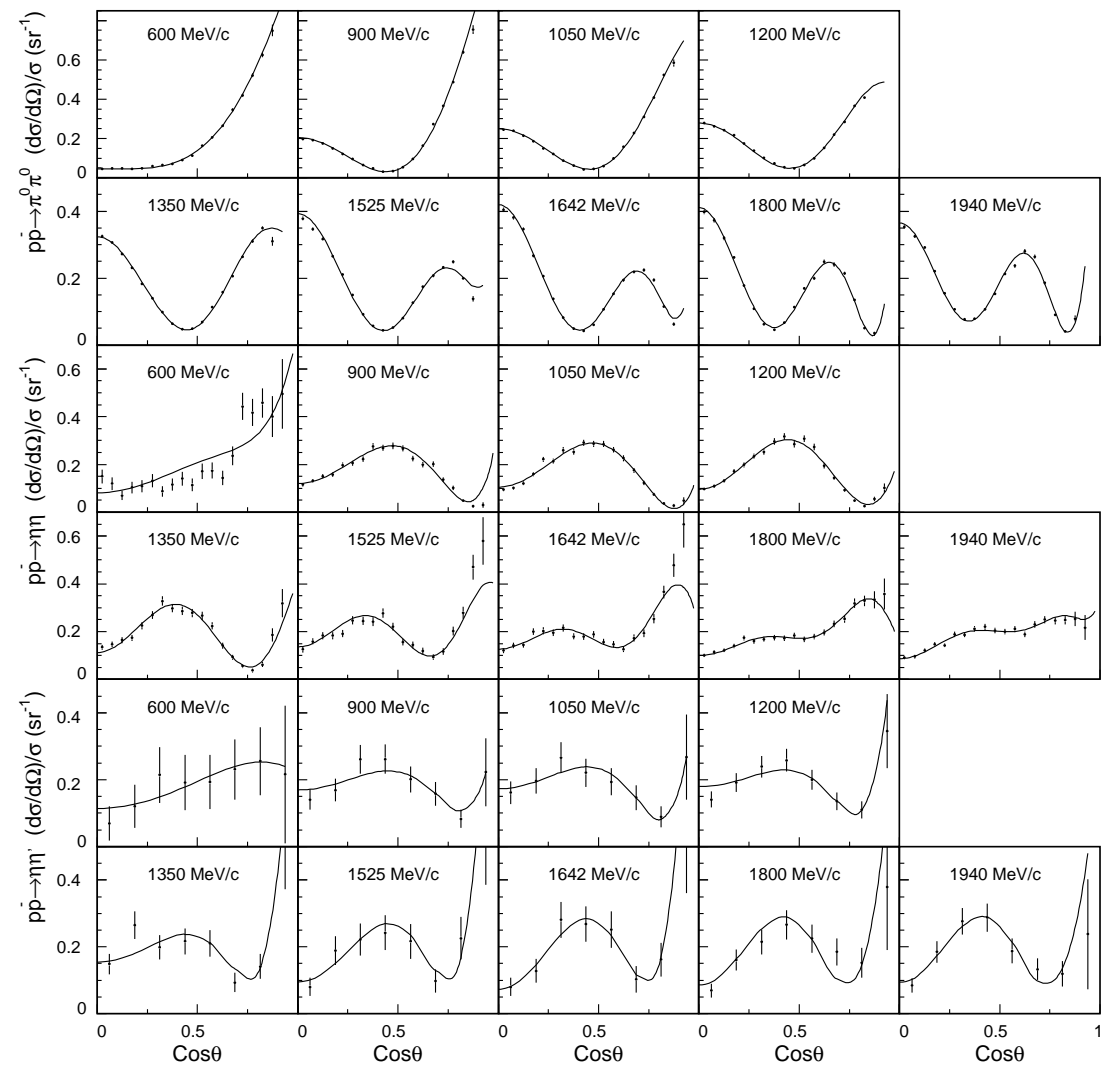 pp̄→π⁰π⁰ (dσ/dΩ)/σ (sr⁻¹)
0.6
0.4
0.2
0
600 MeV/c
900 MeV/c
1050 MeV/c
1200 MeV/c
0.4
0.2
0
1350 MeV/c
1525 MeV/c
1642 MeV/c
1800 MeV/c
1940 MeV/c
pp̄→ηη (dσ/dΩ)/σ (sr⁻¹)
0.6
0.4
0.2
0
600 MeV/c
900 MeV/c
1050 MeV/c
1200 MeV/c
0.6
0.4
0.2
0
1350 MeV/c
1525 MeV/c
1642 MeV/c
1800 MeV/c
1940 MeV/c
pp̄→ηη' (dσ/dΩ)/σ (sr⁻¹)
0.4
0.2
0
600 MeV/c
900 MeV/c
1050 MeV/c
1200 MeV/c
0.4
0.2
0
1350 MeV/c
1525 MeV/c
1642 MeV/c
1800 MeV/c
1940 MeV/c
0 0.5 0 0.5 0 0.5 0 0.5 0 0.5 1
Cosθ Cosθ Cosθ Cosθ Cosθ